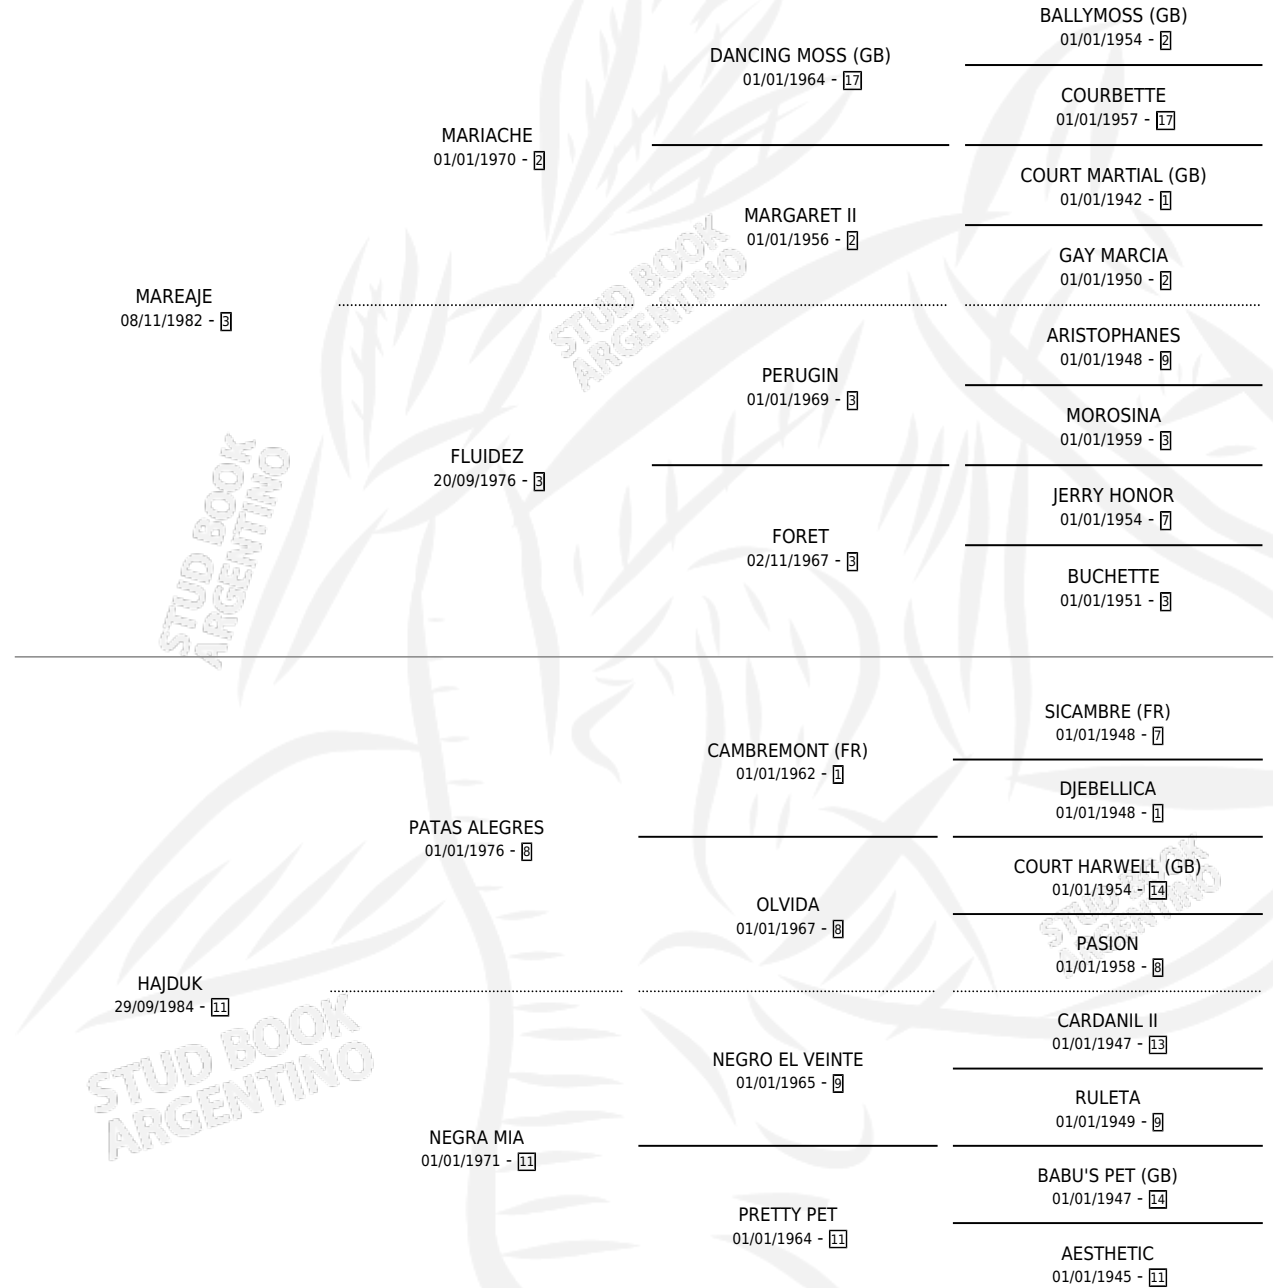 BALLYMOSS (GB)
01/01/1954 - 2
DANCING MOSS (GB)
01/01/1964 - 17
COURBETTE
01/01/1957 - 17
MARIACHE
01/01/1970 - 2
COURT MARTIAL (GB)
01/01/1942 - 1
MARGARET II
01/01/1956 - 2
GAY MARCIA
01/01/1950 - 2
MAREAJE
08/11/1982 - 3
ARISTOPHANES
01/01/1948 - 9
PERUGIN
01/01/1969 - 3
MOROSINA
01/01/1959 - 3
FLUIDEZ
20/09/1976 - 3
JERRY HONOR
01/01/1954 - 7
FORET
02/11/1967 - 3
BUCHETTE
01/01/1951 - 3
SICAMBRE (FR)
01/01/1948 - 7
CAMBREMONT (FR)
01/01/1962 - 1
DJEBELLICA
01/01/1948 - 1
PATAS ALEGRES
01/01/1976 - 8
COURT HARWELL (GB)
01/01/1954 - 14
OLVIDA
01/01/1967 - 8
PASION
01/01/1958 - 8
HAJDUK
29/09/1984 - 11
CARDANIL II
01/01/1947 - 13
NEGRO EL VEINTE
01/01/1965 - 9
RULETA
01/01/1949 - 9
NEGRA MIA
01/01/1971 - 11
BABU'S PET (GB)
01/01/1947 - 14
PRETTY PET
01/01/1964 - 11
AESTHETIC
01/01/1945 - 11
STUD BOOK
ARGENTINO
STUD BOOK
ARGENTINO
STUD BOOK
ARGENTINO
STUD BOOK
ARGENTINO